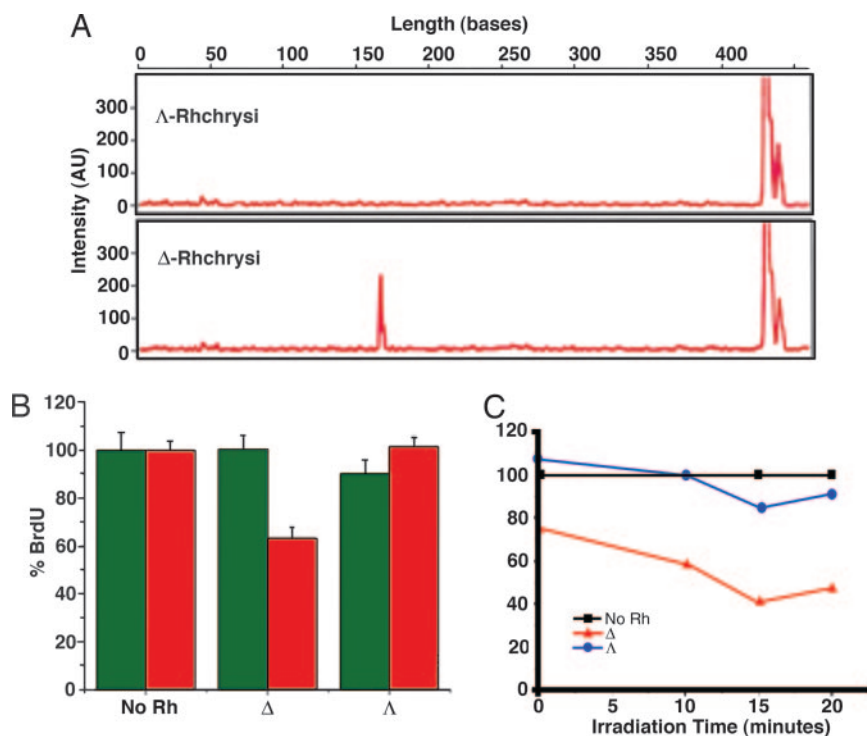 A
Length (bases)
0 50 100 150 200 250 300 350 400
Intensity (AU)
300
200
100
0
Λ-Rhchrysi
300
200
100
0
Δ-Rhchrysi
B
% BrdU
120
100
80
60
40
20
0
No Rh Δ Λ
C
120
100
80
60
40
20
0
No Rh
Δ
Λ
0 5 10 15 20
Irradiation Time (minutes)